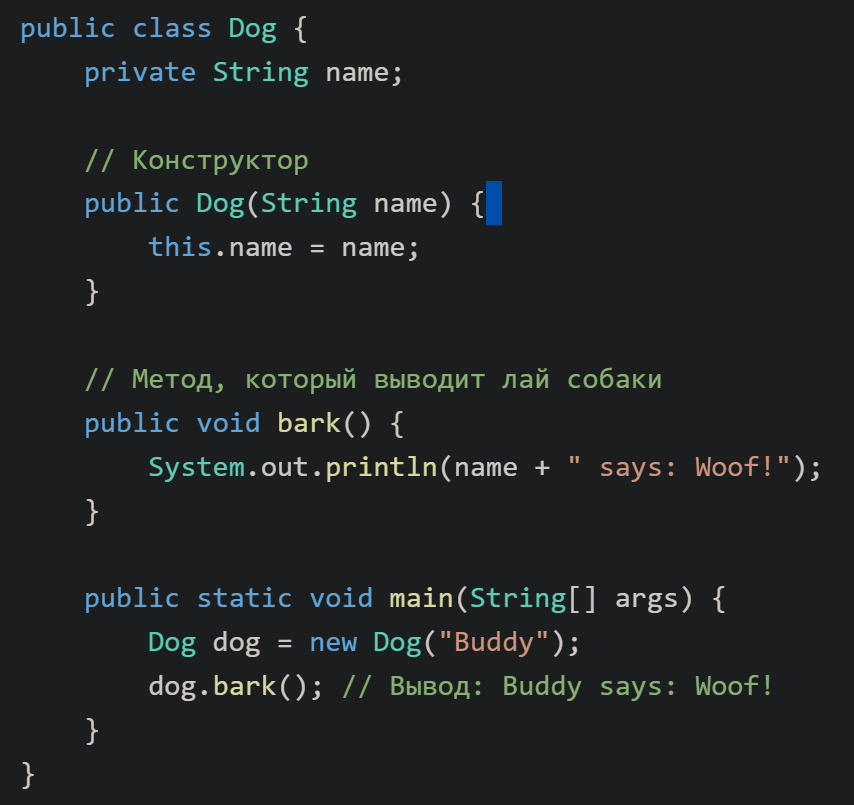 public class Dog {
    private String name;

    // Конструктор
    public Dog(String name) {
        this.name = name;
    }

    // Метод, который выводит лай собаки
    public void bark() {
        System.out.println(name + " says: Woof!");
    }

    public static void main(String[] args) {
        Dog dog = new Dog("Buddy");
        dog.bark(); // Вывод: Buddy says: Woof!
    }
}